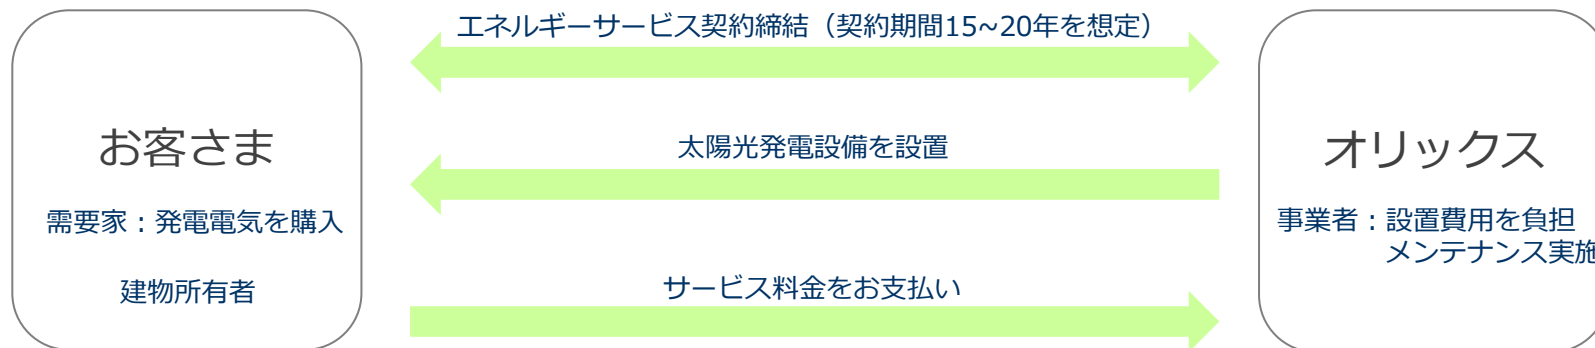 エネルギーサービス契約締結（契約期間15~20年を想定）
お客さま
需要家：発電電気を購入
建物所有者
太陽光発電設備を設置
サービス料金をお支払い
オリックス
事業者：設置費用を負担
メンテナンス実施